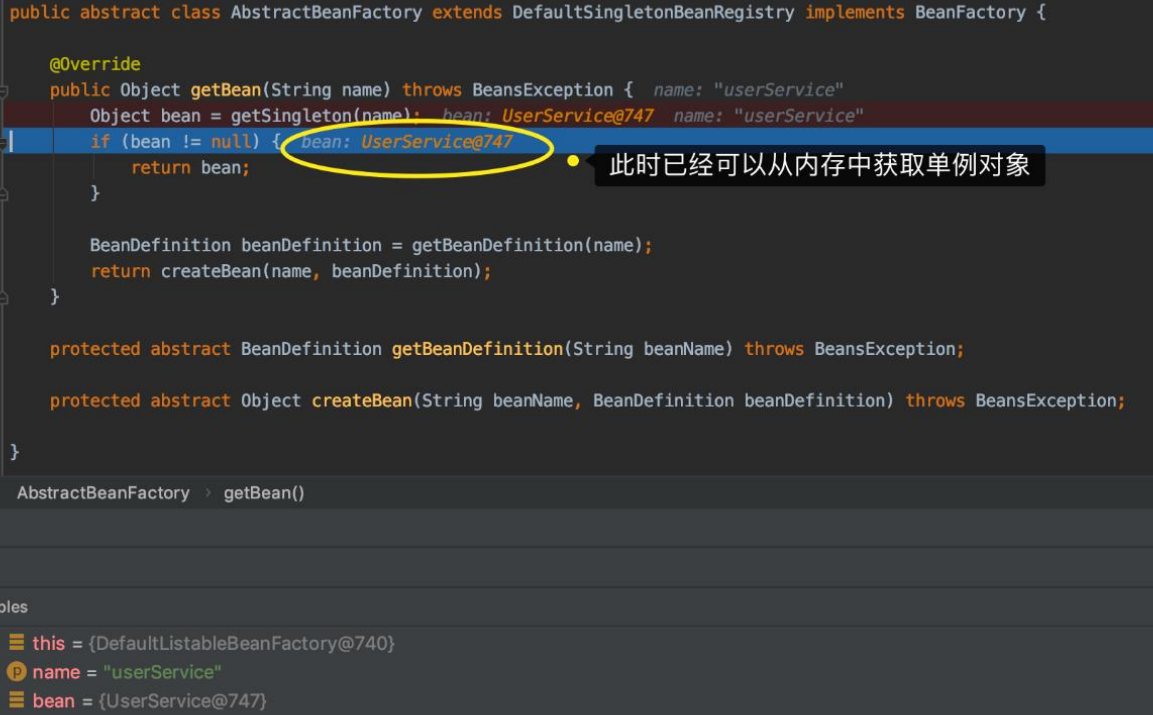 public abstract class AbstractBeanFactory extends DefaultSingletonBeanRegistry implements BeanFactory {
@Override
public Object getBean(String name) throws BeansException { name: "userService"
Object bean = getSingleton(name); bean: UserService@747 name: "userService"
if (bean != null) { bean: UserService@747
此时已经可以从内存中获取单例对象
return bean;
}
BeanDefinition beanDefinition = getBeanDefinition(name);
return createBean(name, beanDefinition);
}
protected abstract BeanDefinition getBeanDefinition(String beanName) throws BeansException;
protected abstract Object createBean(String beanName, BeanDefinition beanDefinition) throws BeansException;
}
AbstractBeanFactory › getBean()
bles
this = {DefaultListableBeanFactory@740}
p name = "userService"
bean = {UserService@747}